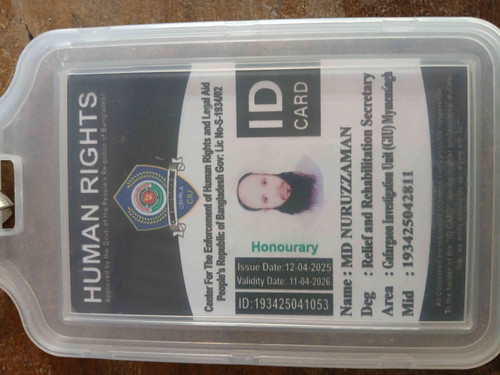 HUMAN RIGHTS
Approved by the Govt. of the People's Republic of Bangladesh
CEHRLA
CIU
Center For The Enforcement of Human Rights and Legal Aid
People's Republic of Bangladesh Gov: Lic No-S-1934/02
ID
CARD
Honourary
Issue Date:12-04-2025
Validity Date: 11-04-2026
ID:193425041053
Name : MD NURUZZAMAN
Deg : Relief and Rehabilitation Secretary
Area : Investigation Unit Mymensingh
Mid : 193425042811